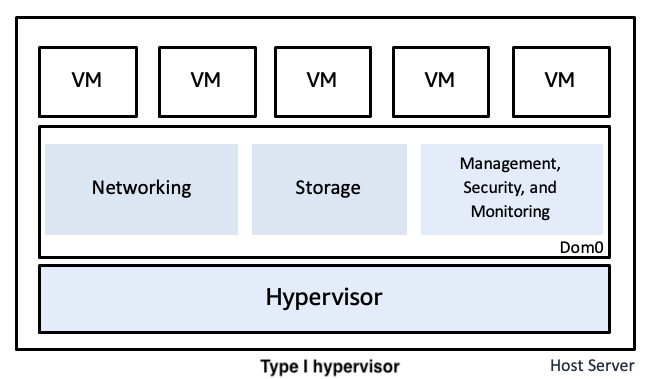 VM
VM
VM
VM
VM
Networking
Storage
Management,
Security, and
Monitoring
Dom0
Hypervisor
Type I hypervisor
Host Server